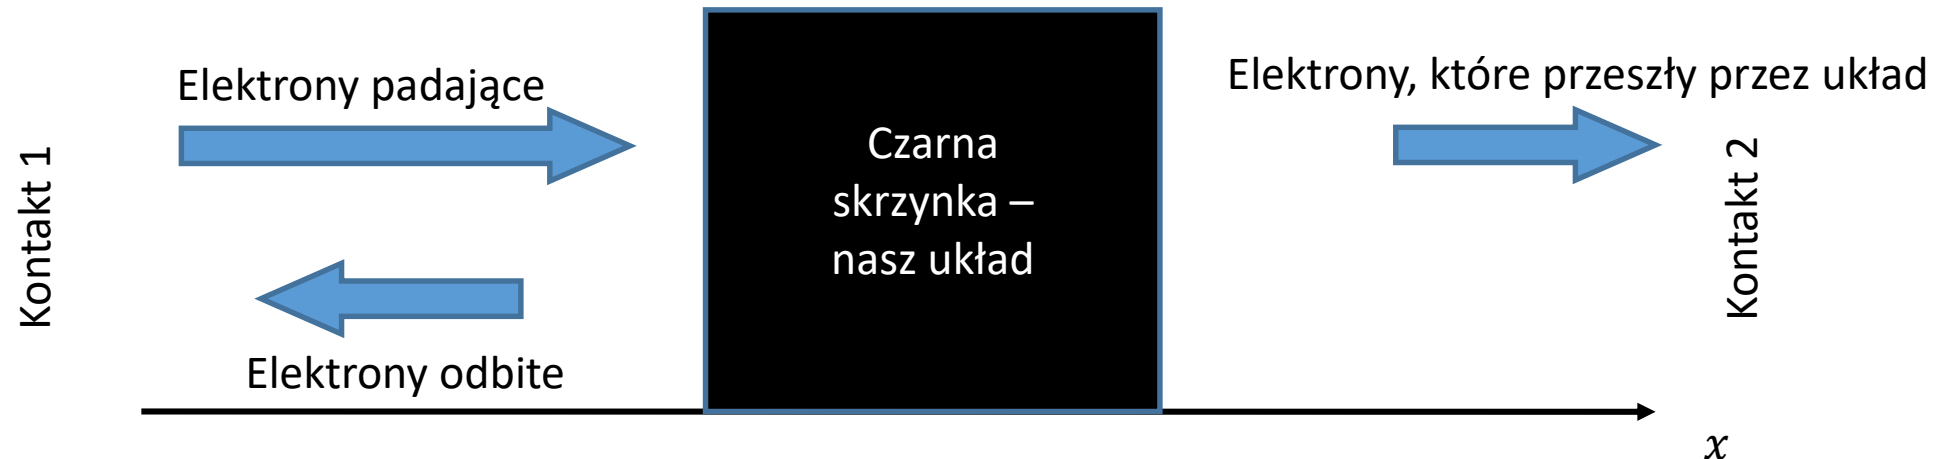 Kontakt 1
Elektrony padające
Elektrony odbite
Czarna
skrzynka –
nasz układ
Elektrony, które przeszły przez układ
Kontakt 2
x